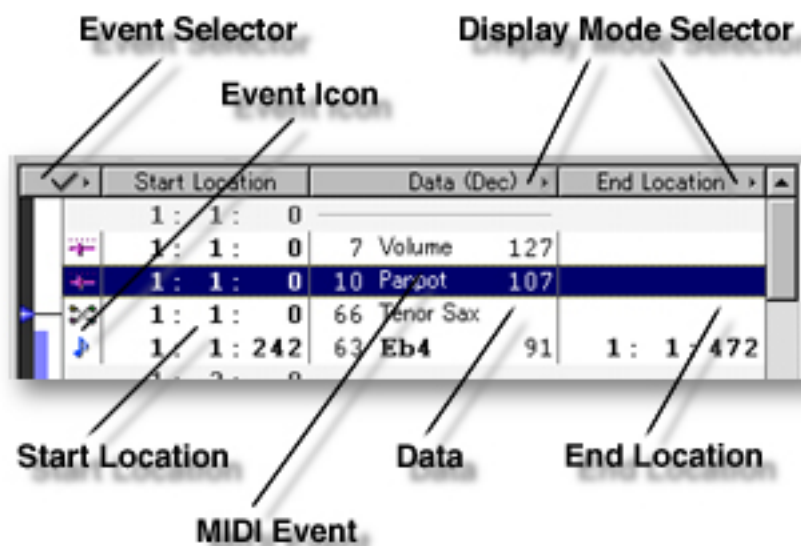 Event Selector Display Mode Selector
Event Icon
Start Location Data (Dec) End Location
1: 1: 0
1: 1: 0 7 Volume 127
1: 1: 0 10 Panpot 107
1: 1: 0 66 Tenor Sax
1: 1: 242 63 Eb4 91 1: 1: 472
Start Location Data End Location
MIDI Event